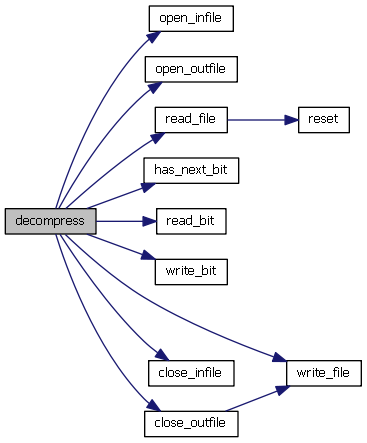 open_infile
open_outfile
read_file
reset
has_next_bit
decompress
read_bit
write_bit
close_infile
write_file
close_outfile